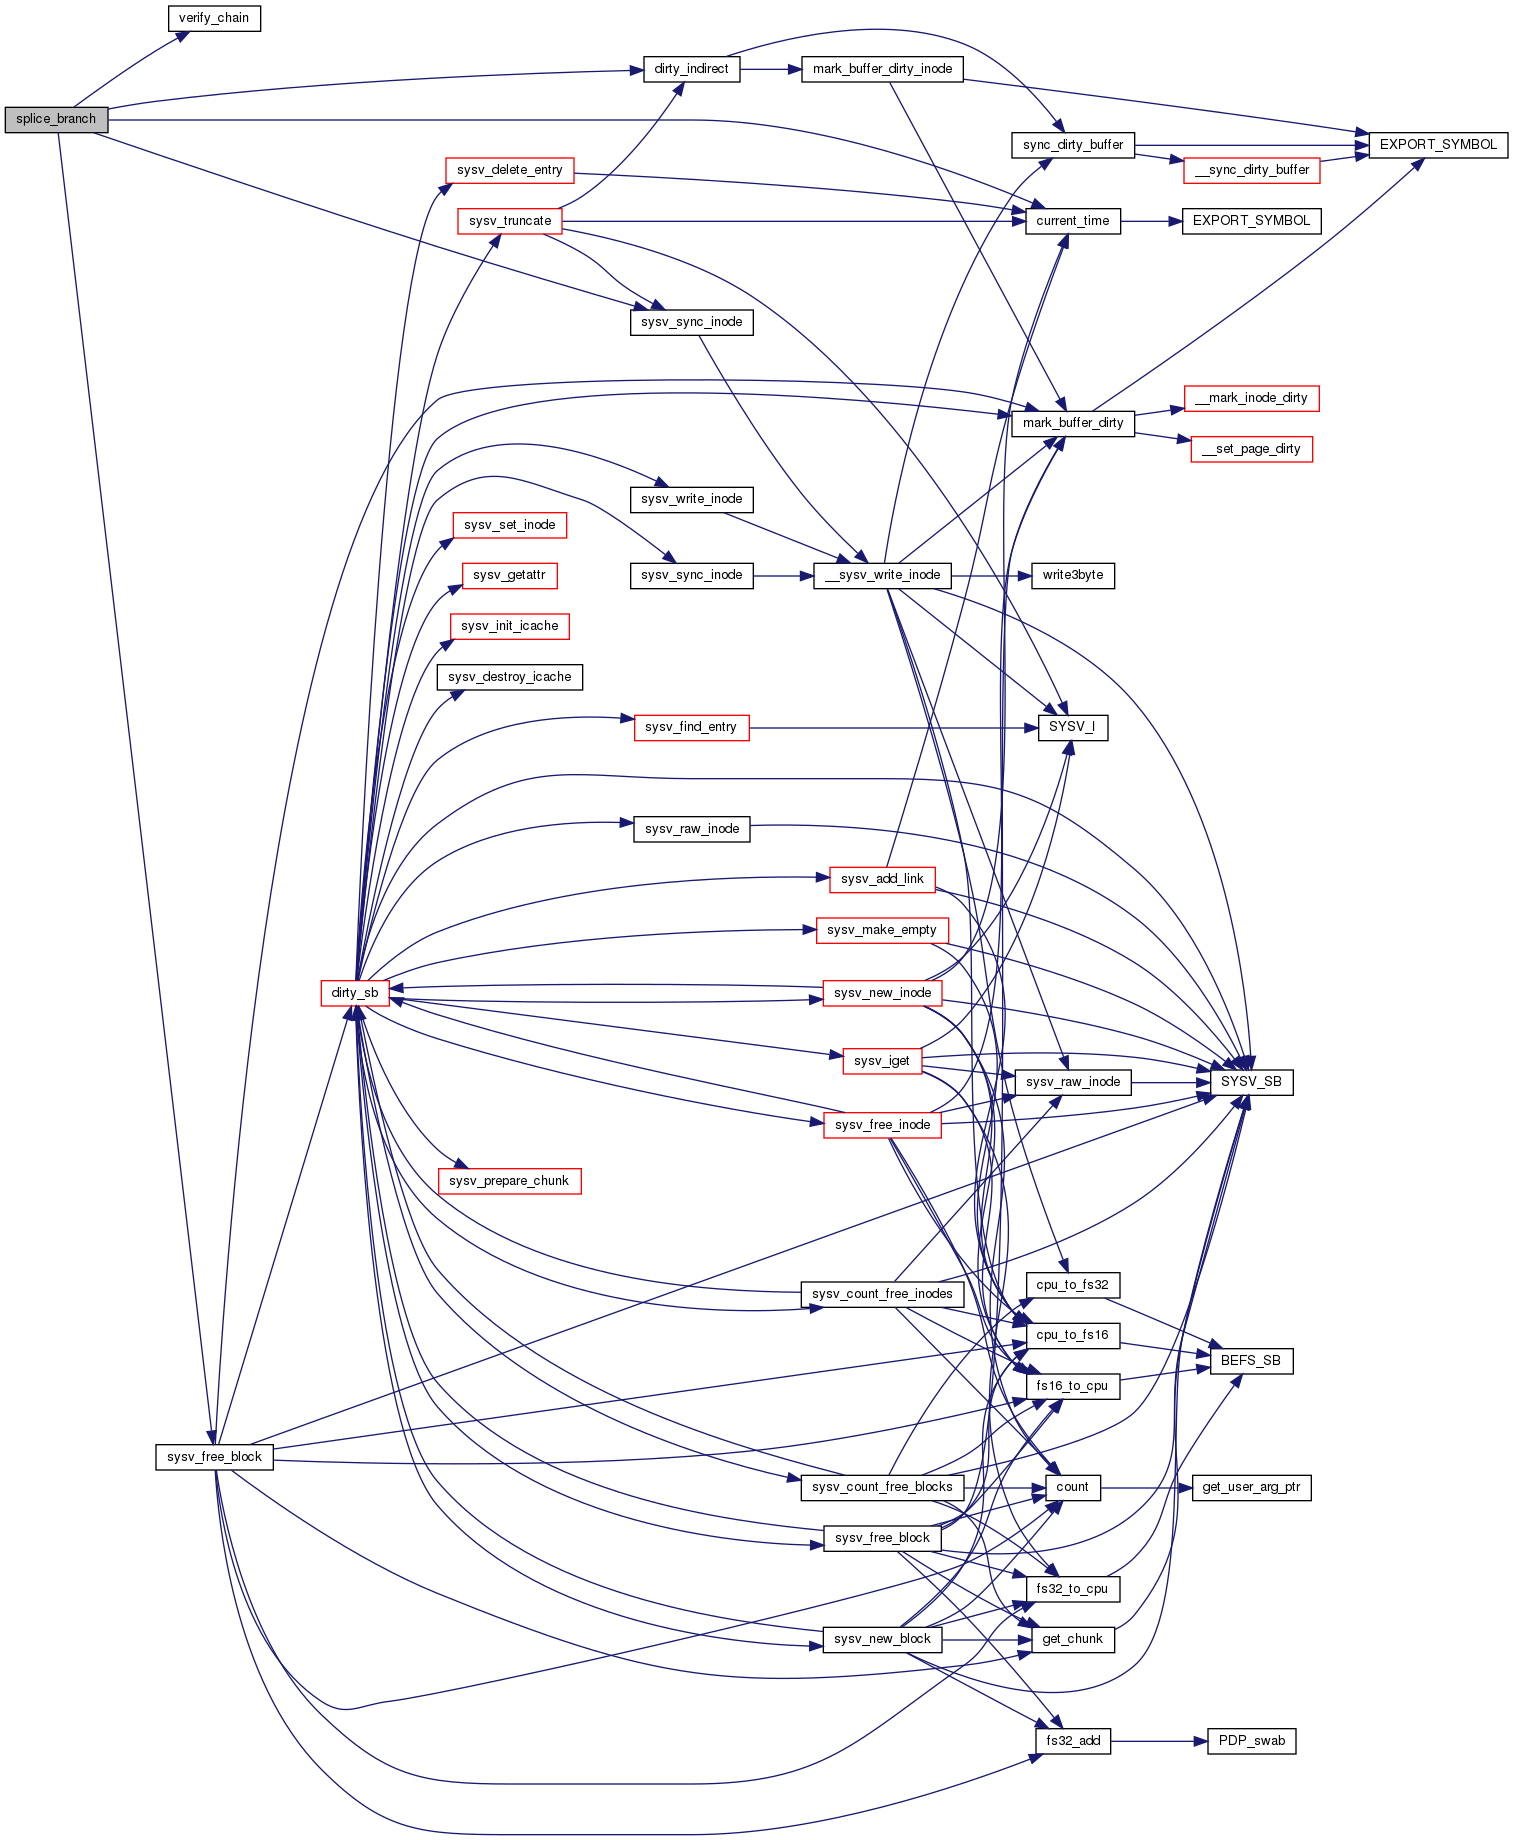 verify_chain
dirty_indirect
mark_buffer_dirty_inode
splice_branch
sync_dirty_buffer
EXPORT_SYMBOL
sysv_delete_entry
__sync_dirty_buffer
sysv_truncate
current_time
EXPORT_SYMBOL
sysv_sync_inode
__mark_inode_dirty
mark_buffer_dirty
__set_page_dirty
sysv_write_inode
sysv_set_inode
sysv_getattr
sysv_sync_inode
__sysv_write_inode
write3byte
sysv_init_icache
sysv_destroy_icache
sysv_find_entry
SYSV_I
sysv_raw_inode
sysv_add_link
sysv_make_empty
dirty_sb
sysv_new_inode
sysv_iget
sysv_raw_inode
SYSV_SB
sysv_free_inode
sysv_prepare_chunk
cpu_to_fs32
sysv_count_free_inodes
cpu_to_fs16
BEFS_SB
fs16_to_cpu
sysv_free_block
sysv_count_free_blocks
count
get_user_arg_ptr
sysv_free_block
fs32_to_cpu
sysv_new_block
get_chunk
fs32_add
PDP_swab